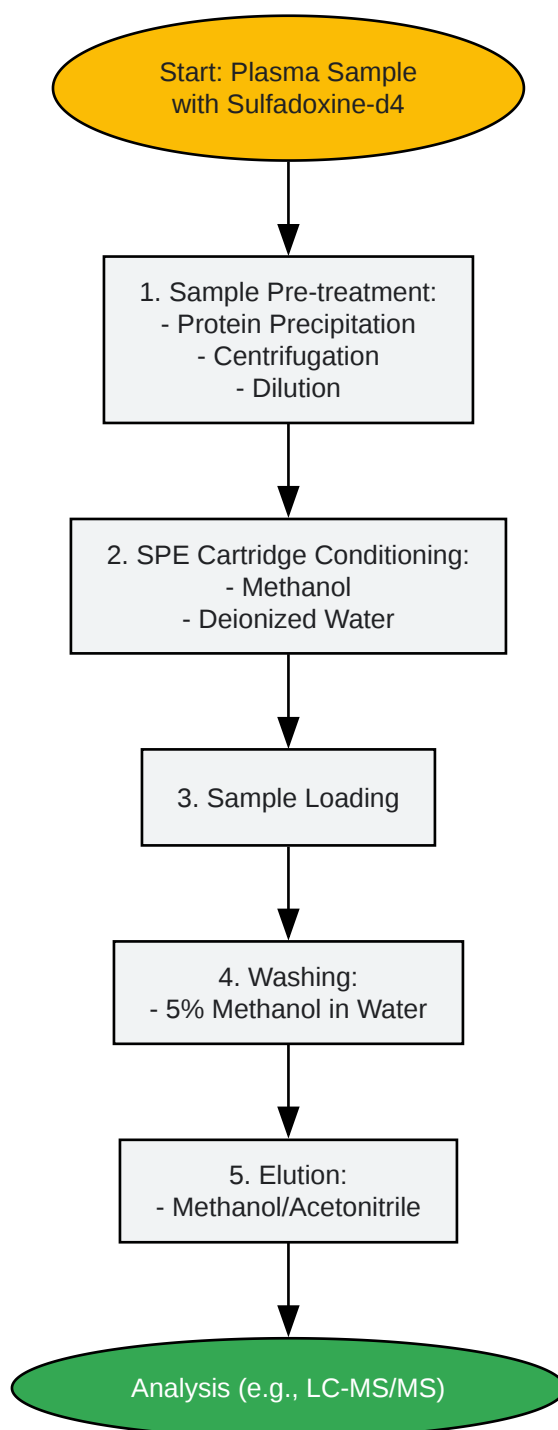 Start: Plasma Sample
with Sulfadoxine-d4
1. Sample Pre-treatment:
- Protein Precipitation
- Centrifugation
- Dilution
2. SPE Cartridge Conditioning:
- Methanol
- Deionized Water
3. Sample Loading
4. Washing:
- 5% Methanol in Water
5. Elution:
- Methanol/Acetonitrile
Analysis (e.g., LC-MS/MS)